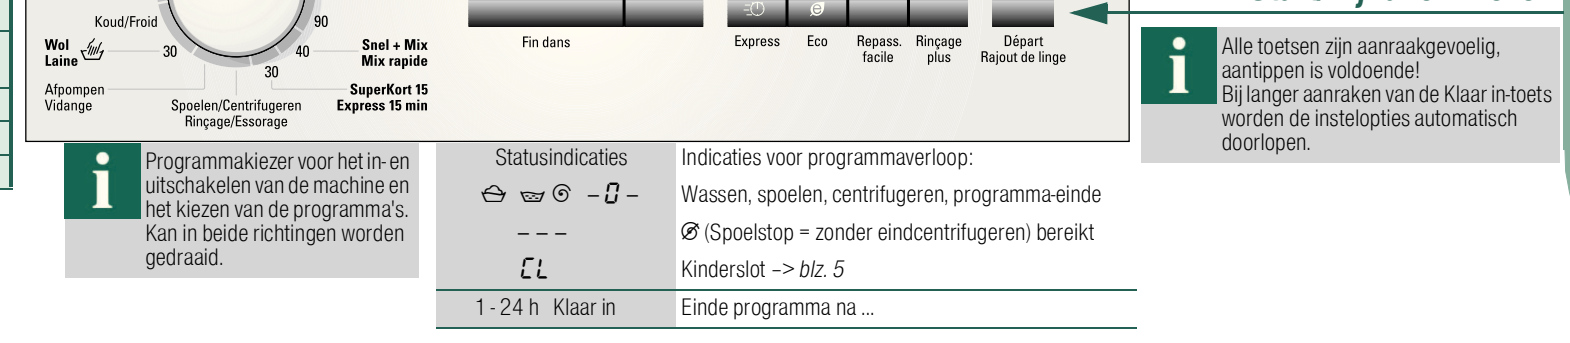 Koud/Froid
90
Wol
Laine
30
40
Snel + Mix
Mix rapide
30
Afpompen
Vidange
SuperKort 15
Express 15 min
Spoelen/Centrifugeren
Rinçage/Essorage
Fin dans
Express
Eco
Repass.
facile
Rinçage
plus
Départ
Rajout de linge
Alle toetsen zijn aanraakgevoelig,
aantippen is voldoende!
Bij langer aanraken van de Klaar in-toets
worden de instelopties automatisch
doorlopen.
Programmakiezer voor het in- en
uitschakelen van de machine en
het kiezen van de programma's.
Kan in beide richtingen worden
gedraaid.
Statusindicaties Indicaties voor programmaverloop:
– 0 – Wassen, spoelen, centrifugeren, programma-einde
– – – (Spoelstop = zonder eindcentrifugeren) bereikt
CL Kinderslot –> blz. 5
1 - 24 h Klaar in Einde programma na ...